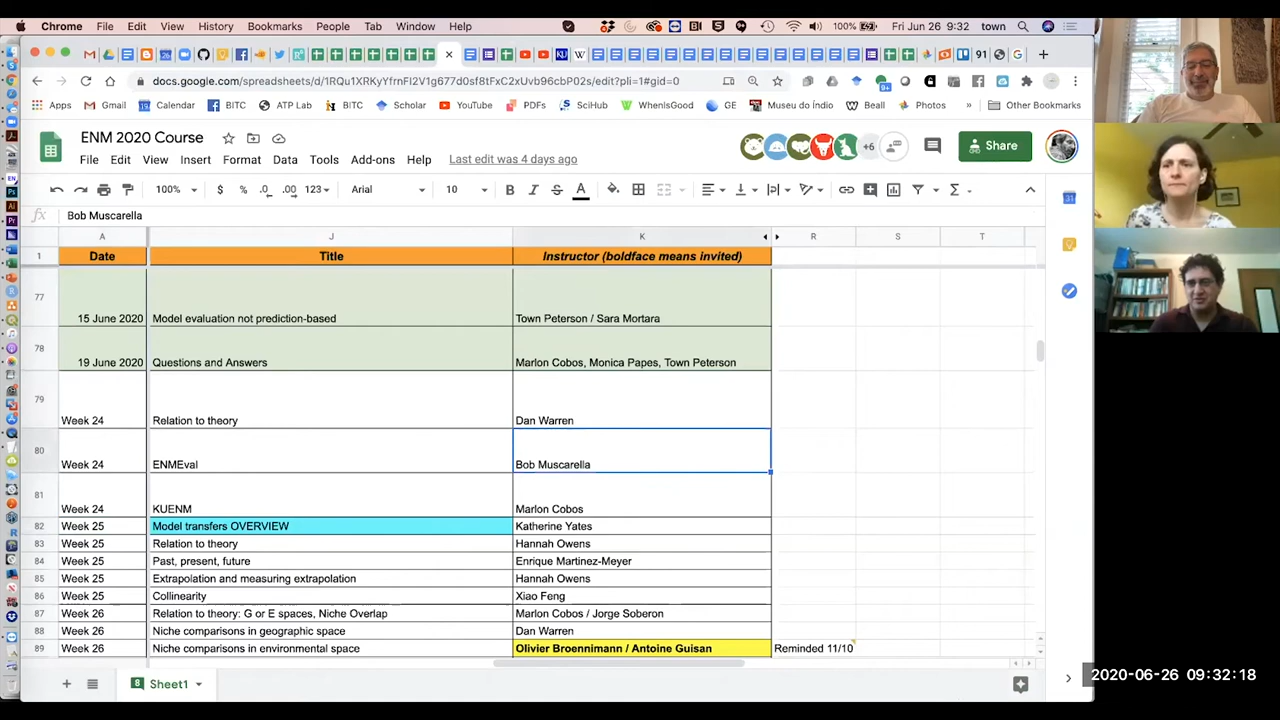 Chrome File Edit View History Bookmarks People Tab Window Help 100% Fri Jun 26 9:32 town
91
docs.google.com/spreadsheets/d/1RQu1XRKyYfrnFI2V1gG77d0sf8tFxC2xUvb96cbP02s/edit?pli=1#gid=0
Apps Gmail Calendar BITC ATP Lab BITC Scholar YouTube PDFs SciHub WhenIsGood GE Museu do Índio Beall Photos » Other Bookmarks
ENM 2020 Course
+6
Share
File Edit View Insert Format Data Tools Add-ons Help Last edit was 4 days ago
100% $ % .0 .00 123 Arial 10 B I S A
fx Bob Muscarella
A J K R S T
1 Date Title Instructor (boldface means invited)
77 15 June 2020 Model evaluation not prediction-based Town Peterson / Sara Mortara
78 19 June 2020 Questions and Answers Marlon Cobos, Monica Papes, Town Peterson
79 Week 24 Relation to theory Dan Warren
80 Week 24 ENMEval Bob Muscarella
81 Week 24 KUENM Marlon Cobos
82 Week 25 Model transfers OVERVIEW Katherine Yates
83 Week 25 Relation to theory Hannah Owens
84 Week 25 Past, present, future Enrique Martinez-Meyer
85 Week 25 Extrapolation and measuring extrapolation Hannah Owens
86 Week 25 Collinearity Xiao Feng
87 Week 26 Relation to theory: G or E spaces, Niche Overlap Marlon Cobos / Jorge Soberon
88 Week 26 Niche comparisons in geographic space Dan Warren
89 Week 26 Niche comparisons in environmental space Olivier Broennimann / Antoine Guisan Reminded 11/10
8 Sheet1
2020-06-26 09:32:18